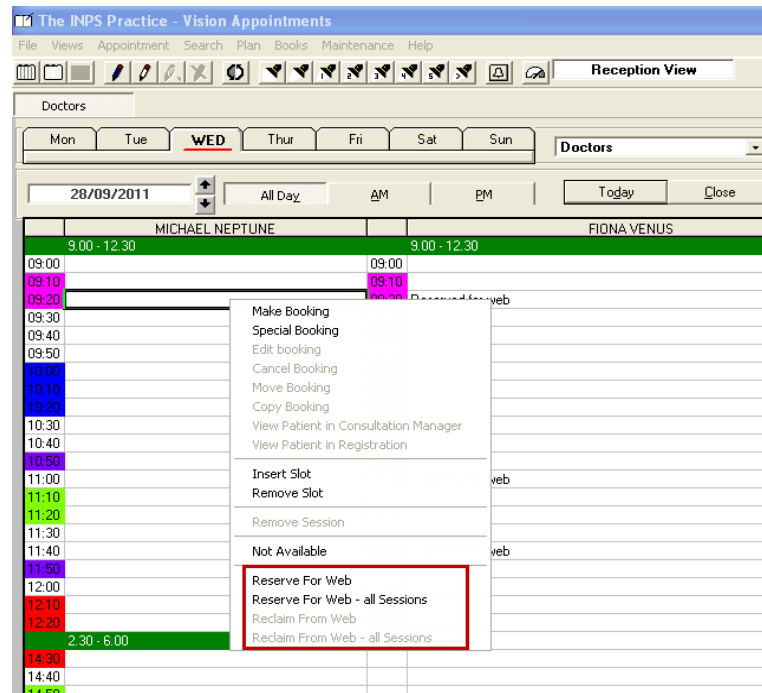 The INPS Practice - Vision Appointments
File Views Appointment Search Plan Books Maintenance Help
Reception View
Doctors
Mon Tue WED Thur Fri Sat Sun Doctors
28/09/2011 All Day AM PM Today Close
MICHAEL NEPTUNE FIONA VENUS
9.00 - 12.30 9.00 - 12.30
09:00 09:00
09:10 09:10
09:20 09:20 Reserved for web
Make Booking
09:30
Special Booking
09:40
Edit booking
09:50
Cancel Booking
10:00
Move Booking
10:10
Copy Booking
10:20
View Patient in Consultation Manager
10:30
View Patient in Registration
10:40
10:50
Insert Slot
11:00 web
Remove Slot
11:10
11:20
Remove Session
11:30
Not Available
11:40 web
11:50
Reserve For Web
12:00
Reserve For Web - all Sessions
12:10
Reclaim From Web
12:20
Reclaim From Web - all Sessions
2.30 - 6.00
14:30
14:40
14:50